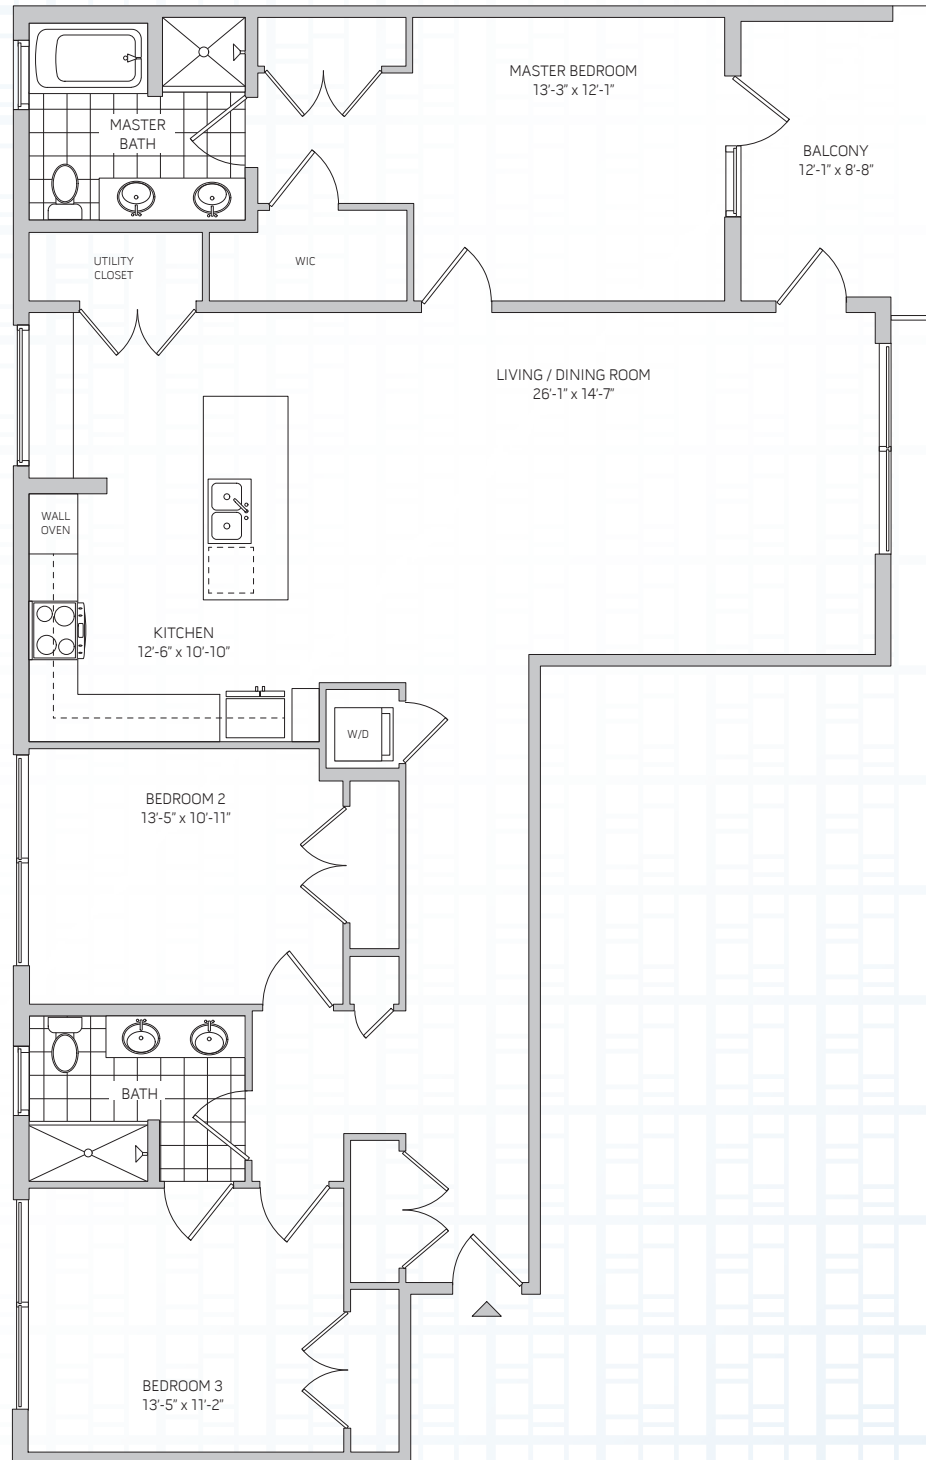 MASTER BEDROOM
13'-3" x 12'-1"
MASTER
BATH
BALCONY
12'-1" x 8'-8"
UTILITY
CLOSET
WIC
LIVING / DINING ROOM
26'-1" x 14'-7"
WALL
OVEN
KITCHEN
12'-6" x 10'-10"
W/D
BEDROOM 2
13'-5" x 10'-11"
BATH
BEDROOM 3
13'-5" x 11'-2"